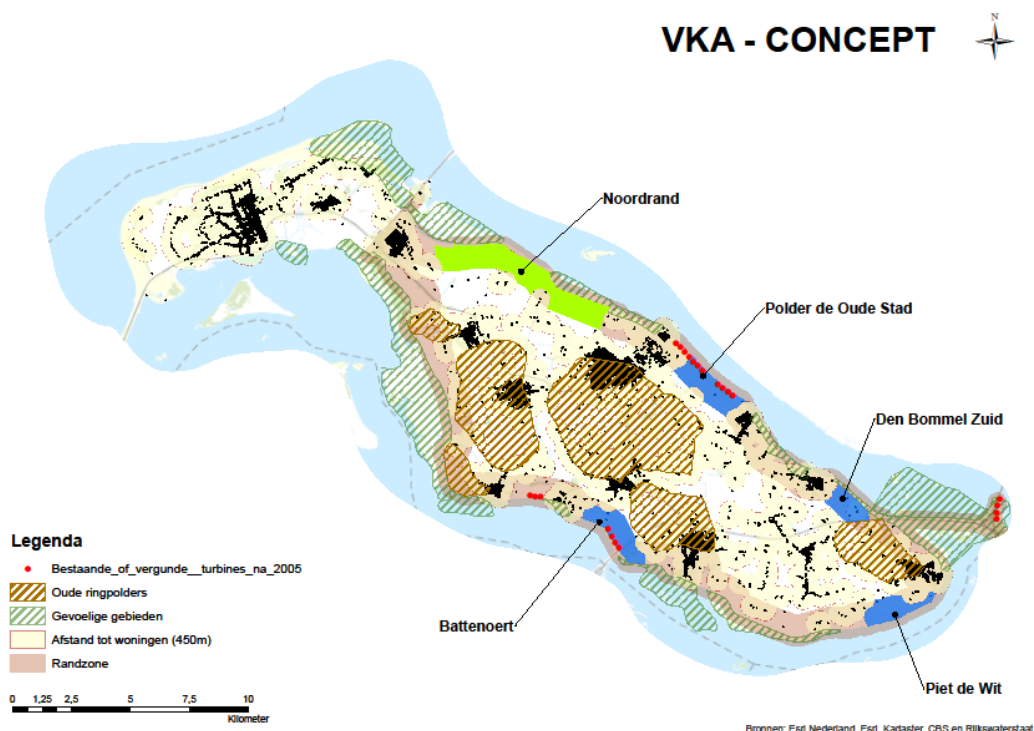 VKA - CONCEPT
N
Noordrand
Polder de Oude Stad
Den Bommel Zuid
Battenoert
Piet de Wit
Legenda
Bestaande_of_vergunde__turbines_na_2005
Oude ringpolders
Gevoelige gebieden
Afstand tot woningen (450m)
Randzone
0 1,25 2,5 5 7,5 10
Kilometer
Bronnen: Esri Nederland, Esri, Kadaster, CBS en Rijkswaterstaat